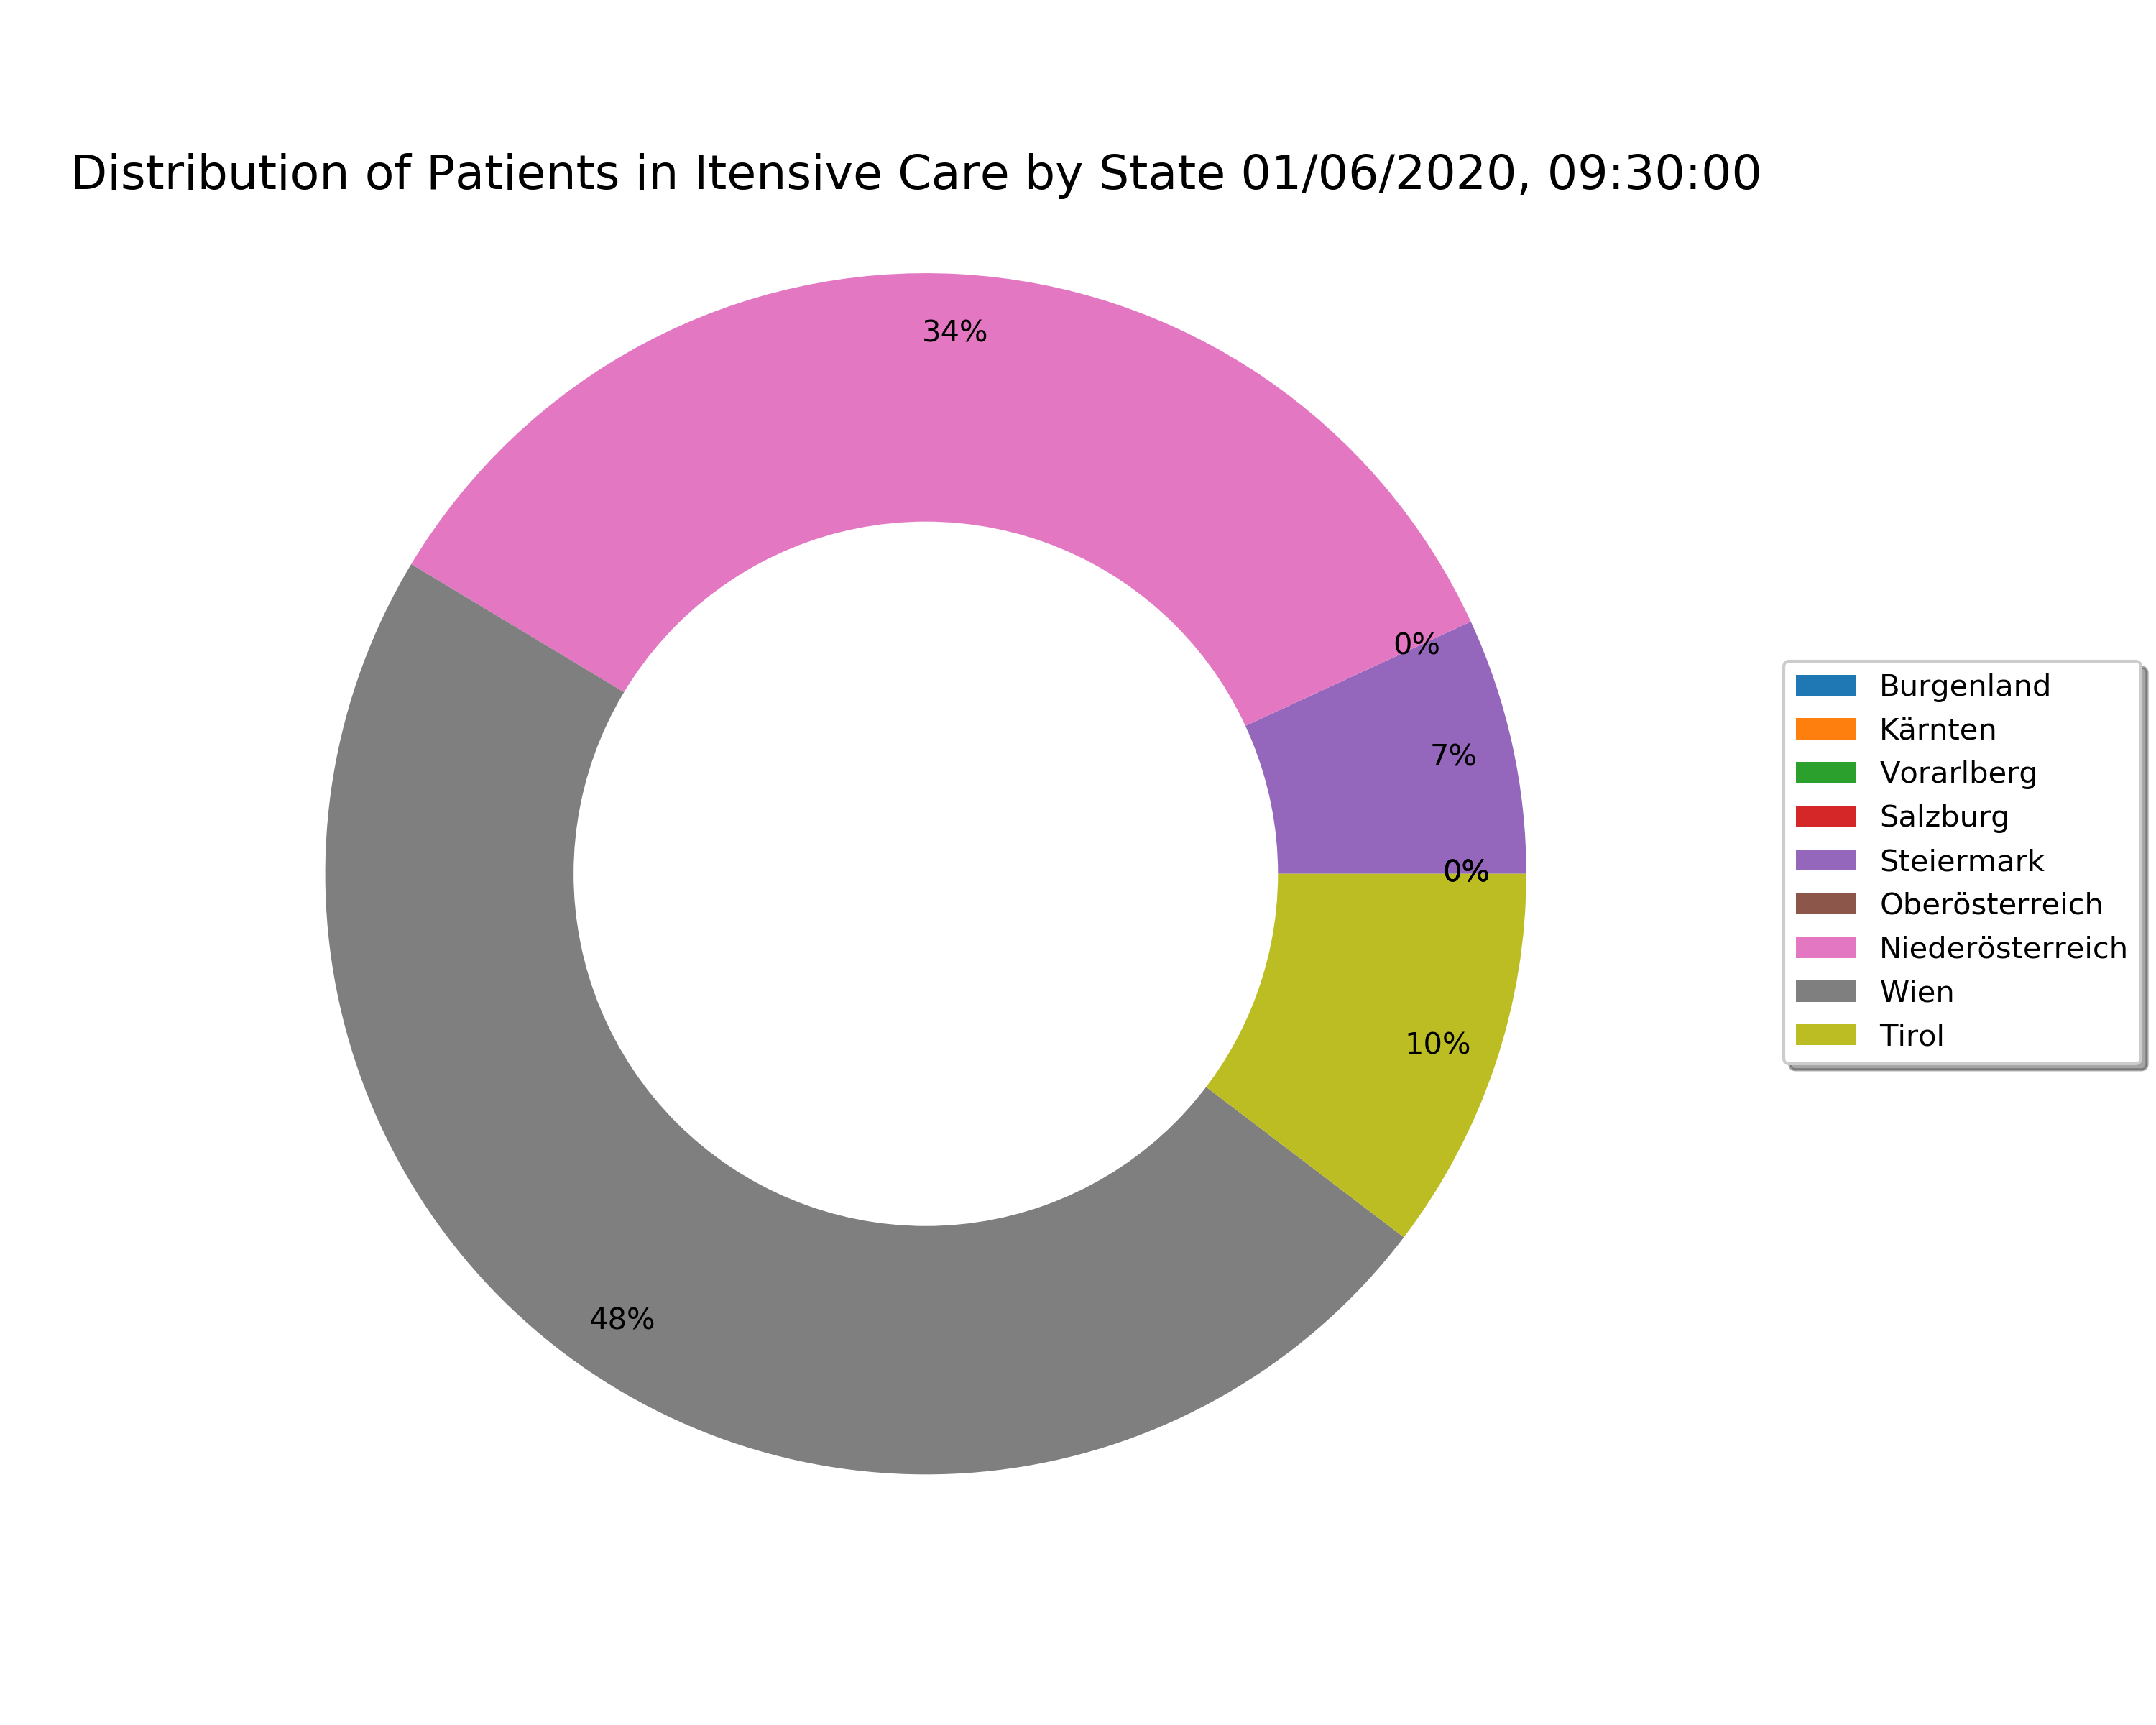 Distribution of Patients in Itensive Care by State 01/06/2020, 09:30:00
34%
0%
7%
0%
10%
48%
Burgenland
Kärnten
Vorarlberg
Salzburg
Steiermark
Oberösterreich
Niederösterreich
Wien
Tirol